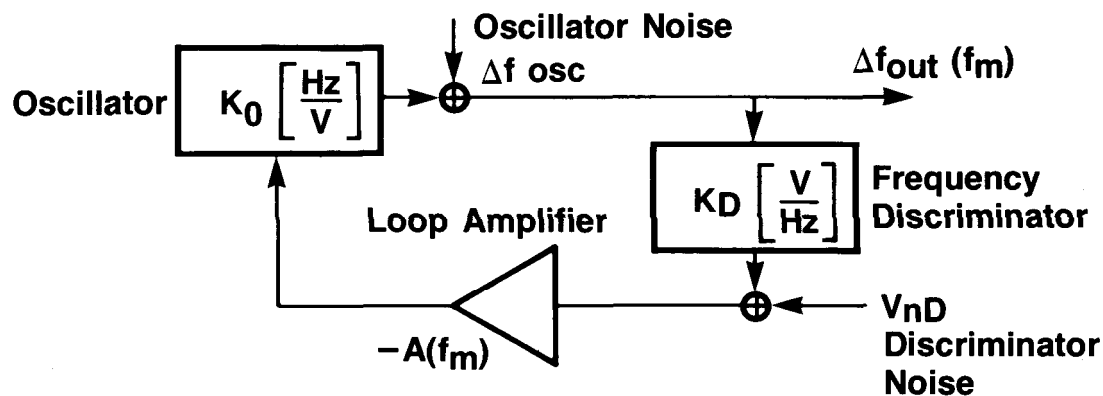 Oscillator Noise
Δf osc
Δfout (fm)
Oscillator
K0 [Hz/V]
KD [V/Hz]
Frequency
Discriminator
Loop Amplifier
−A(fm)
VnD
Discriminator
Noise